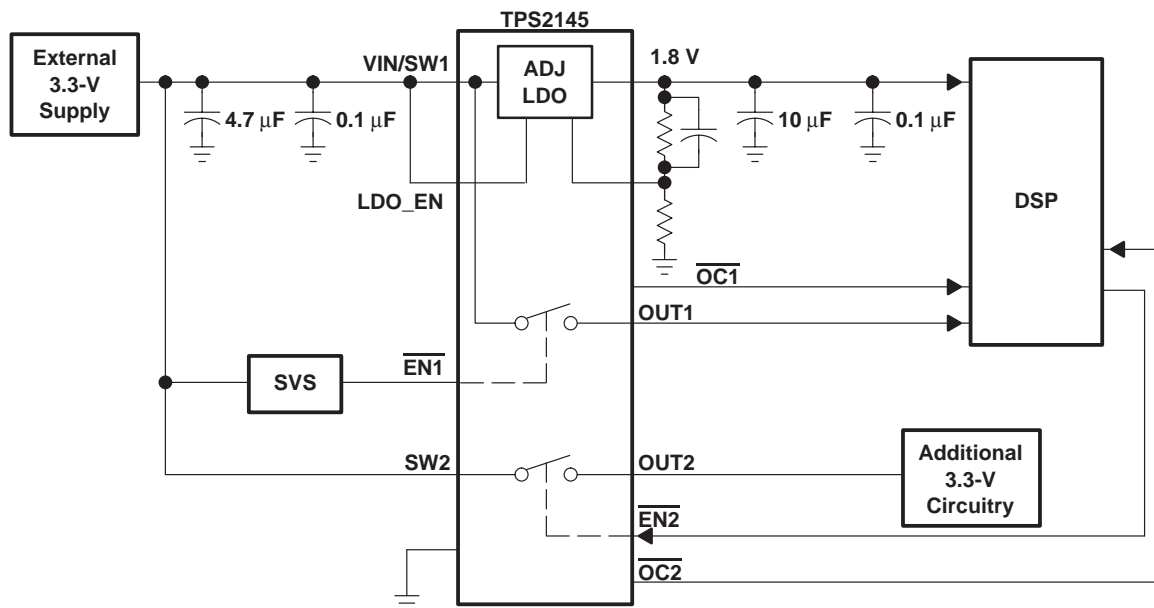 TPS2145
External
3.3-V
Supply
VIN/SW1
ADJ
LDO
1.8 V
4.7 μF
0.1 μF
10 μF
0.1 μF
LDO_EN
DSP
OC1
OUT1
EN1
SVS
SW2
OUT2
Additional
3.3-V
Circuitry
EN2
OC2